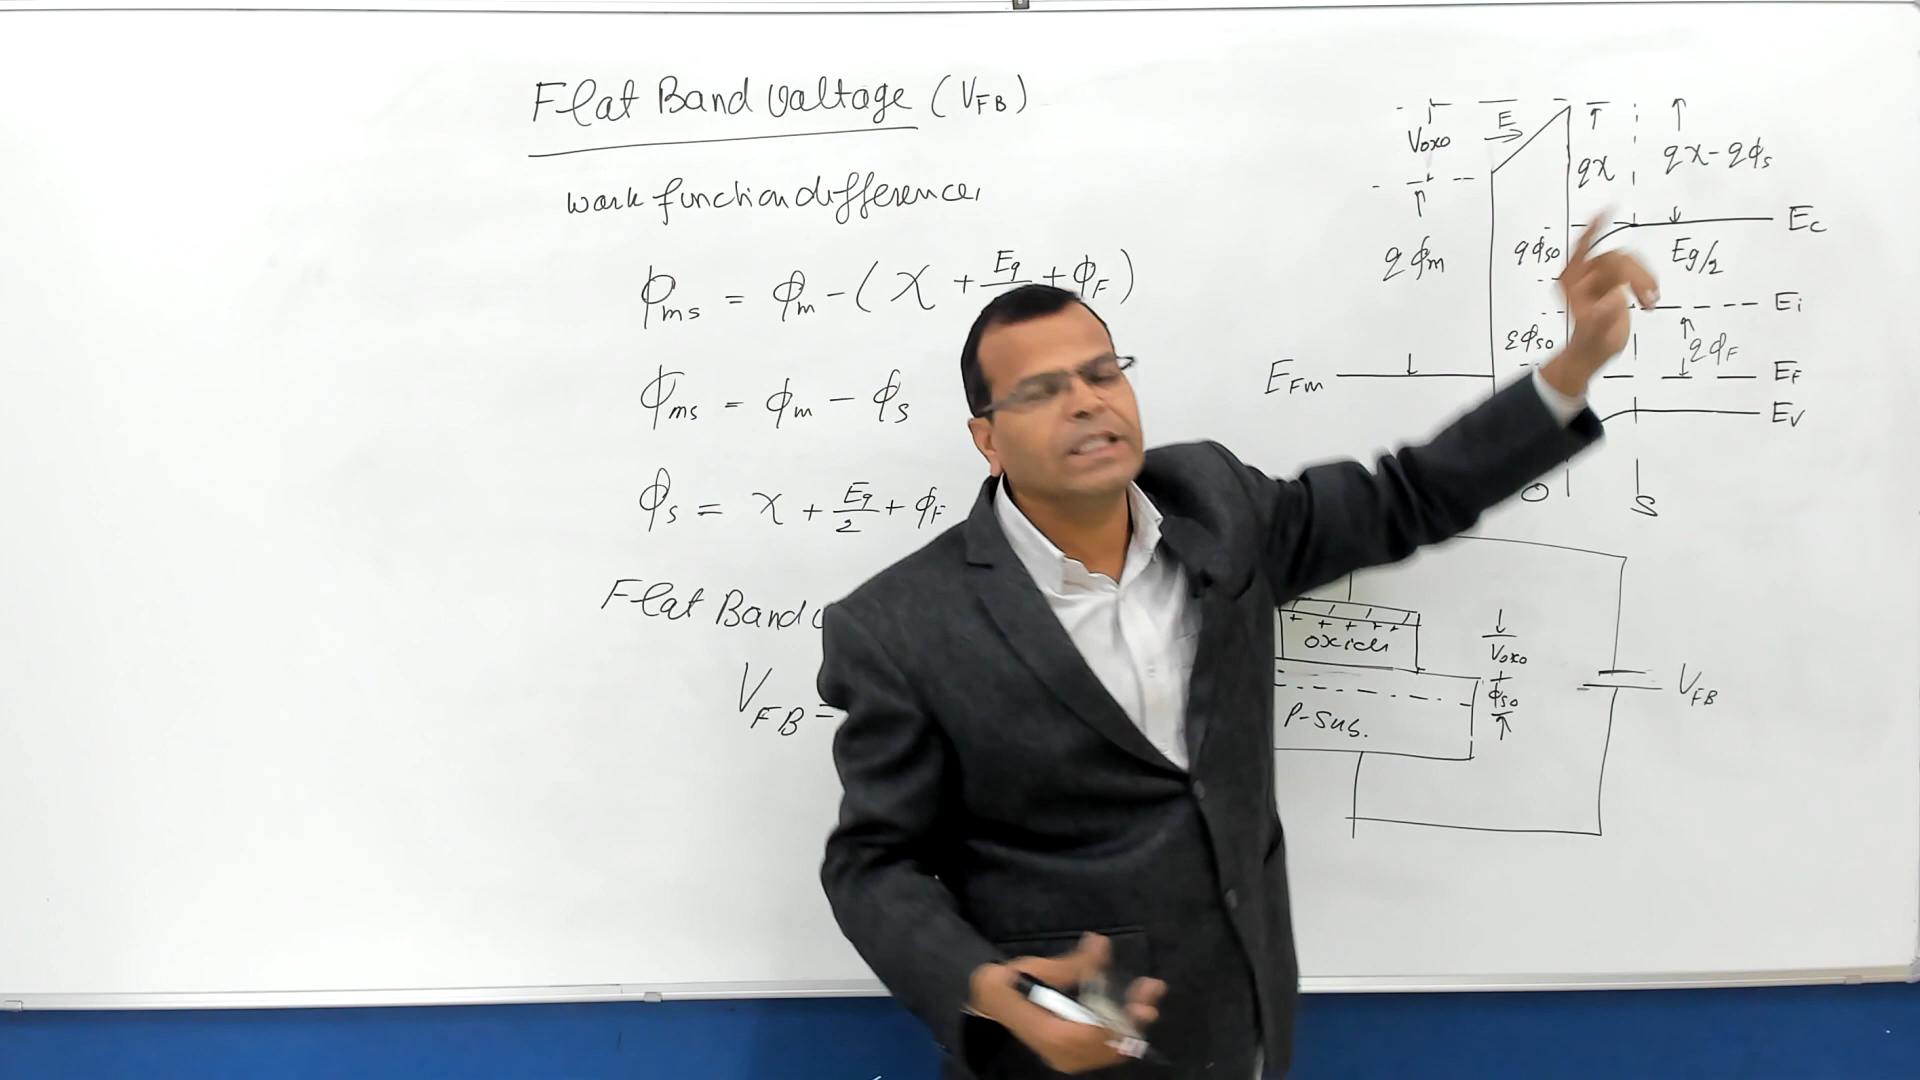 Flat Band Valtage (VFB)
work function difference,
ϕms = ϕm - (χ + Eg + ϕF)
ϕms = ϕm - ϕs
ϕs = χ + Eg/2 + ϕF
Flat Band
VFB =
Voxo
E
qχ
qχ - qϕs
Ec
qϕm
qϕso
Eg/2
Ei
qϕF
EFm
EF
Ev
O
S
+ + + + +
oxide
Voxo
+
ϕso
P-Sub.
VFB